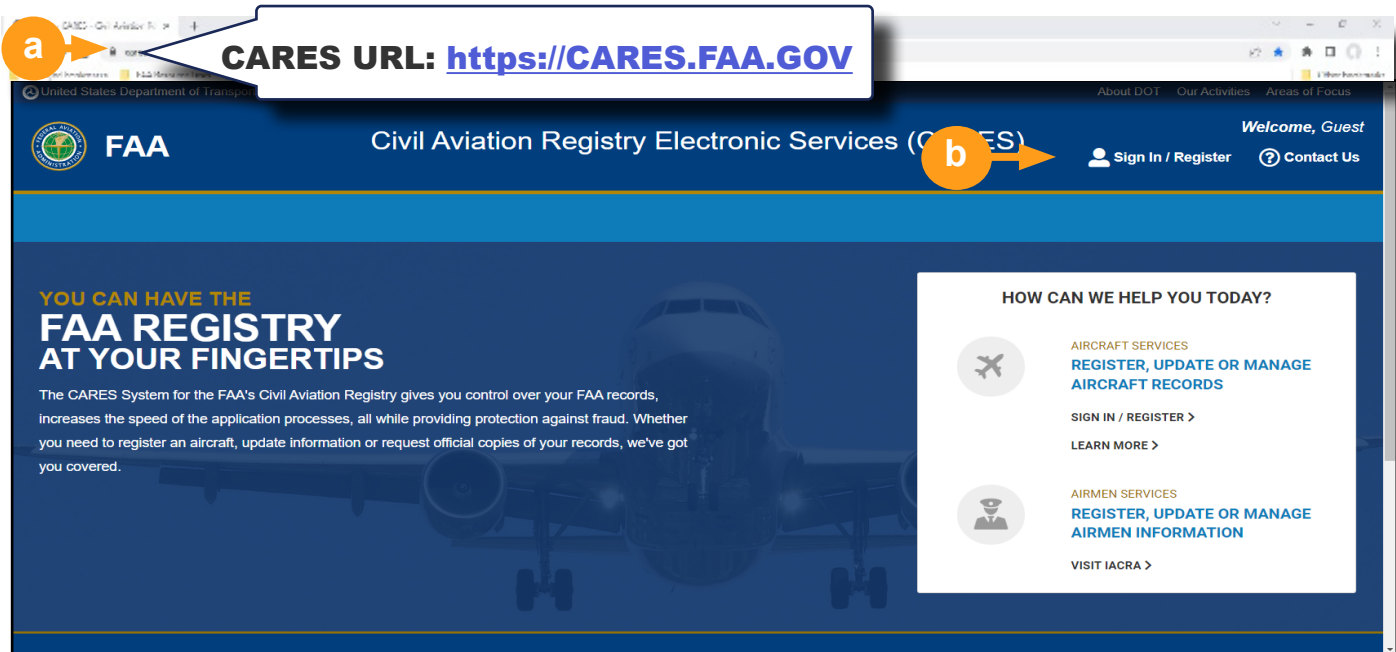 CARES - Civil Aviation R
a
CARES URL: https://CARES.FAA.GOV
United States Department of Transpor
About DOT Our Activities Areas of Focus
FAA
Civil Aviation Registry Electronic Services (C ES)
b
Welcome, Guest
Sign In / Register
Contact Us
YOU CAN HAVE THE
FAA REGISTRY
AT YOUR FINGERTIPS
The CARES System for the FAA's Civil Aviation Registry gives you control over your FAA records,
increases the speed of the application processes, all while providing protection against fraud. Whether
you need to register an aircraft, update information or request official copies of your records, we've got
you covered.
HOW CAN WE HELP YOU TODAY?
AIRCRAFT SERVICES
REGISTER, UPDATE OR MANAGE
AIRCRAFT RECORDS
SIGN IN / REGISTER >
LEARN MORE >
AIRMEN SERVICES
REGISTER, UPDATE OR MANAGE
AIRMEN INFORMATION
VISIT IACRA >